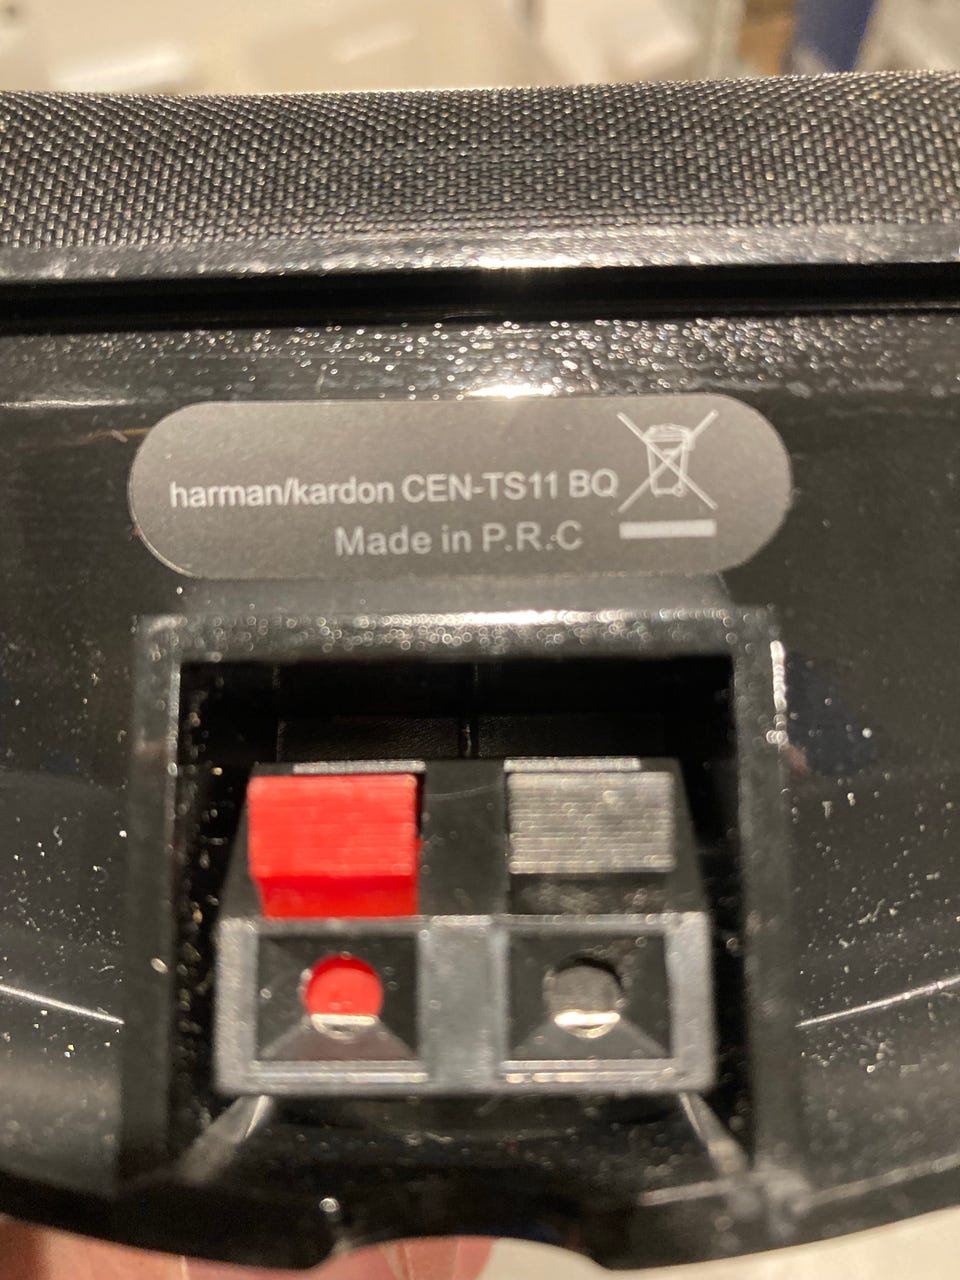 harman/kardon CEN-TS11 BQ
Made in P.R.C